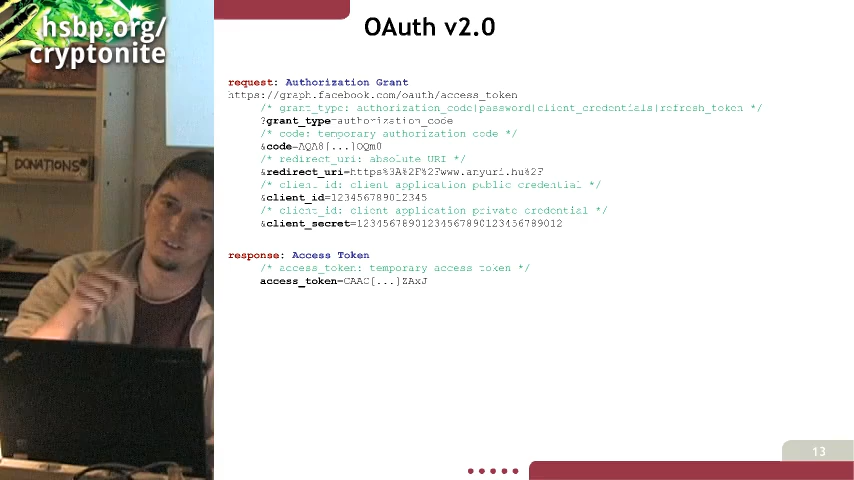 hsbp.org/
cryptonite
DONATIONS
OAuth v2.0
request: Authorization Grant
https://graph.facebook.com/oauth/access_token
/* grant_type: authorization_code|password|client_credentials|refresh_token */
?grant_type=authorization_code
/* code: temporary authorization code */
&code=AQA8[...]OQm0
/* redirect_uri: absolute URI */
&redirect_uri=https%3A%2F%2Fwww.anyuri.hu%2F
/* client_id: client application public credential */
&client_id=123456789012345
/* client_id: client application private credential */
&client_secret=12345678901234567890123456789012
response: Access Token
/* access_token: temporary access token */
access_token=CAAC[...]ZAxJ
13